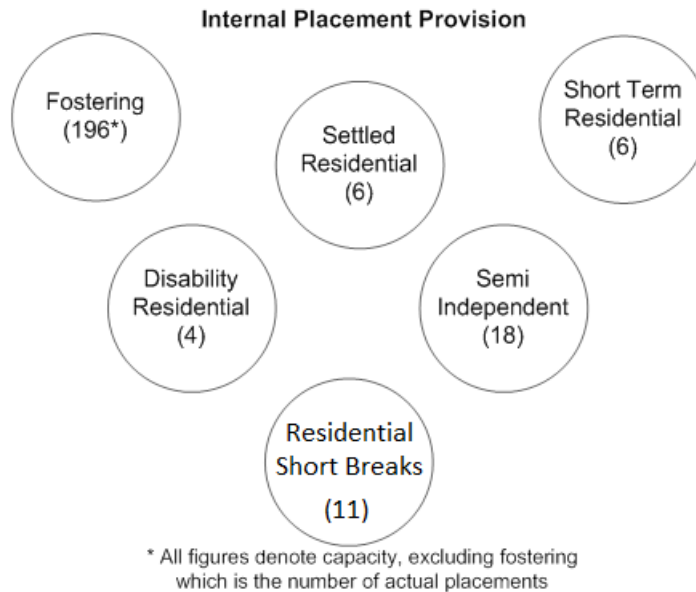 Internal Placement Provision
Fostering
(196*)
Settled
Residential
(6)
Short Term
Residential
(6)
Disability
Residential
(4)
Semi
Independent
(18)
Residential
Short Breaks
(11)
* All figures denote capacity, excluding fostering
which is the number of actual placements